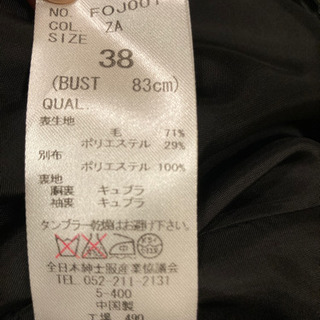 NO. FOJ001
COL. ZA
SIZE
38
(BUST 83cm)
QUAL.
表生地
毛 71%
ポリエステル 29%
別布
ポリエステル 100%
裏地
胴裏 キュプラ
袖裏 キュプラ
タンブラー乾燥はお避け下さい。
全日本紳士服産業協議会
052-211-2131
5-400
中国製
工場 490